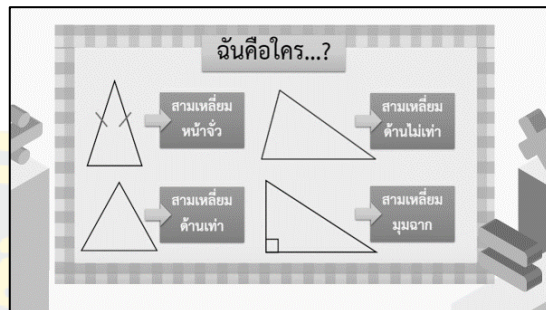 ฉันคือใคร...?
สามเหลี่ยม
หน้าจั่ว
สามเหลี่ยม
ด้านไม่เท่า
สามเหลี่ยม
ด้านเท่า
สามเหลี่ยม
มุมฉาก